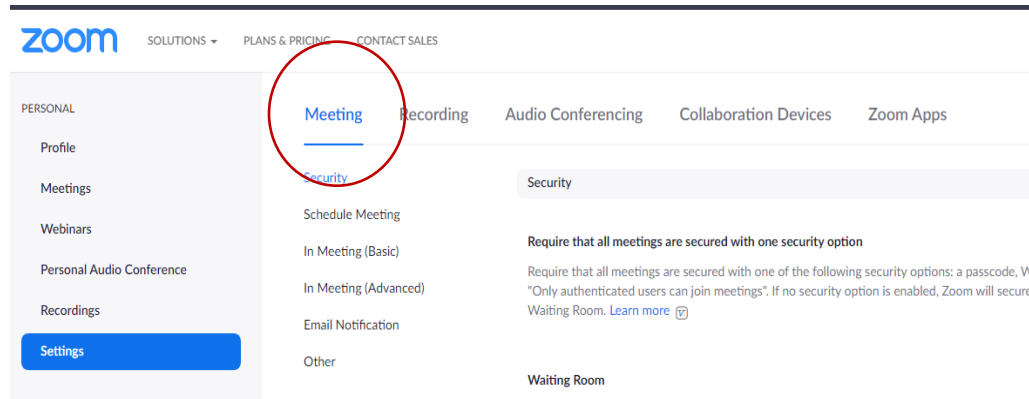 zoom SOLUTIONS PLANS & PRICING CONTACT SALES
PERSONAL
Profile
Meetings
Webinars
Personal Audio Conference
Recordings
Settings
Meeting Recording Audio Conferencing Collaboration Devices Zoom Apps
Security
Schedule Meeting
In Meeting (Basic)
In Meeting (Advanced)
Email Notification
Other
Security
Require that all meetings are secured with one security option
Require that all meetings are secured with one of the following security options: a passcode, W
"Only authenticated users can join meetings". If no security option is enabled, Zoom will secure
Waiting Room. Learn more
Waiting Room